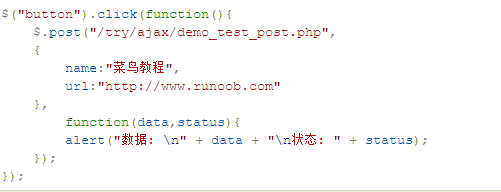 $("button").click(function(){
    $.post("/try/ajax/demo_test_post.php",
    {
        name:"菜鸟教程",
        url:"http://www.runoob.com"
    },
        function(data,status){
        alert("数据: \n" + data + "\n状态: " + status);
    });
});